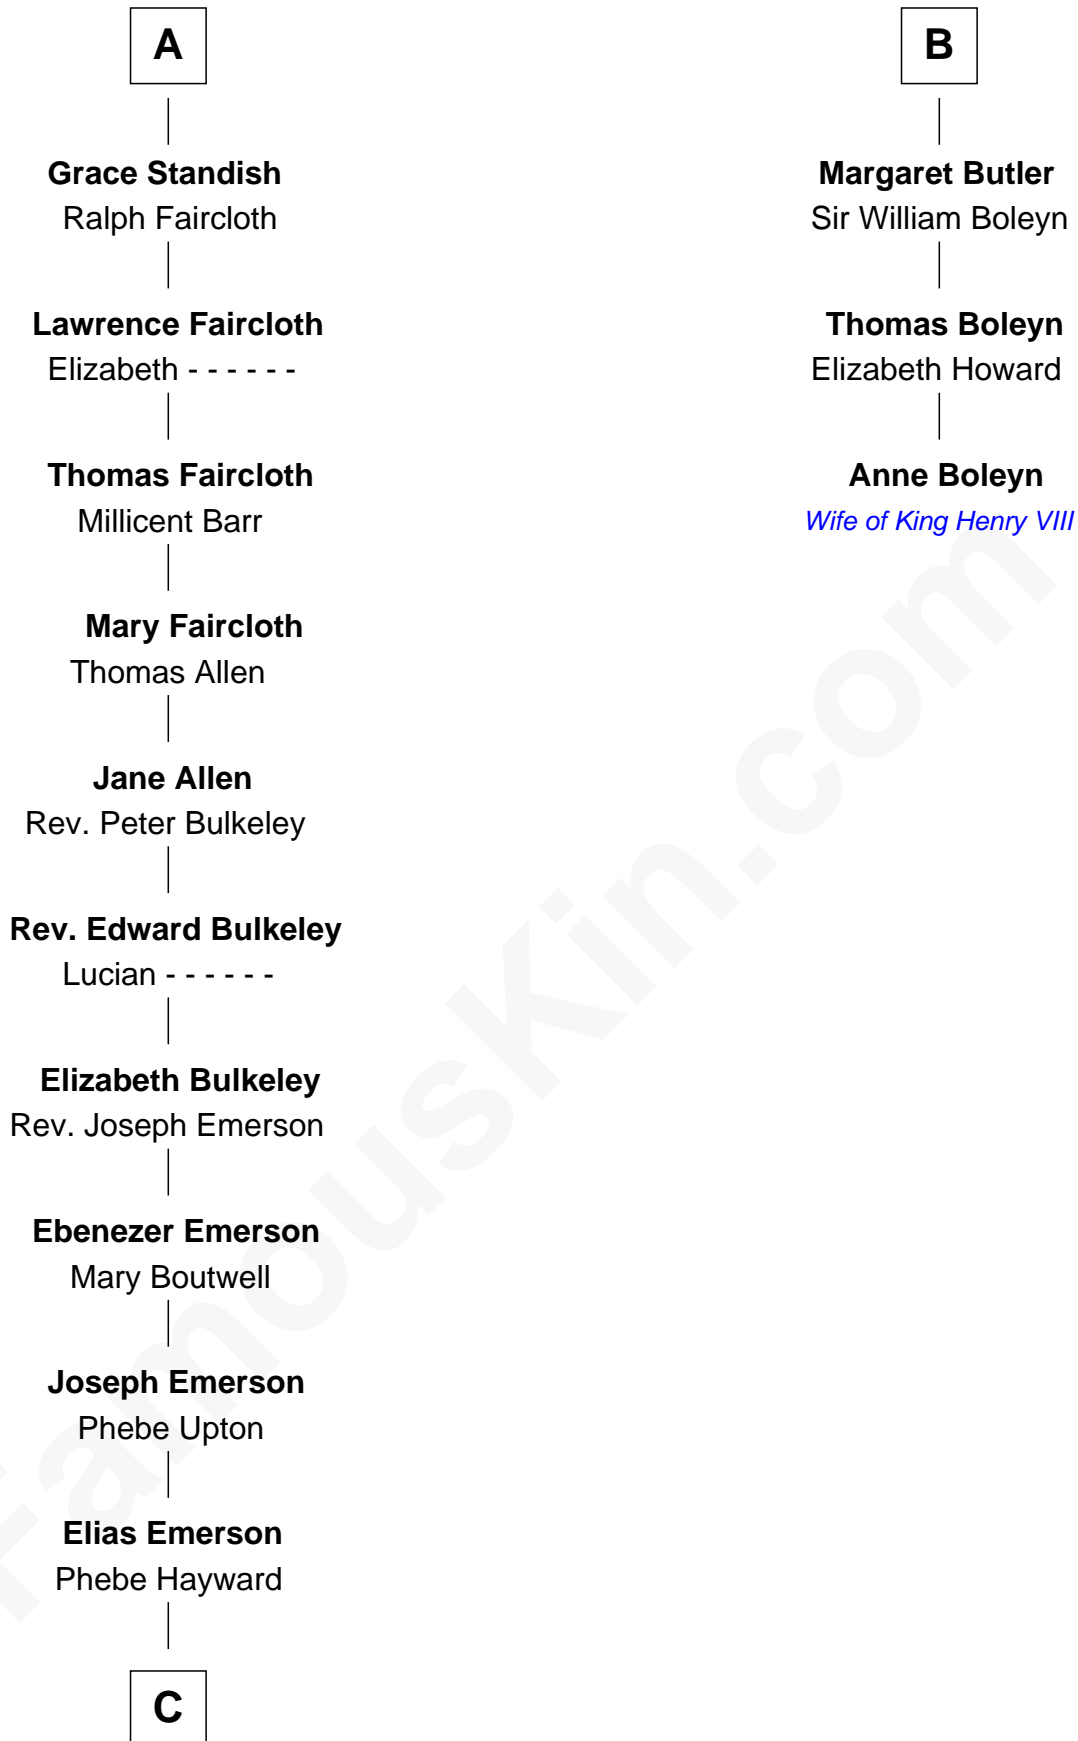 A
Grace Standish
Ralph Faircloth
Lawrence Faircloth
Elizabeth - - - - - -
Thomas Faircloth
Millicent Barr
Mary Faircloth
Thomas Allen
Jane Allen
Rev. Peter Bulkeley
Rev. Edward Bulkeley
Lucian - - - - - -
Elizabeth Bulkeley
Rev. Joseph Emerson
Ebenezer Emerson
Mary Boutwell
Joseph Emerson
Phebe Upton
Elias Emerson
Phebe Hayward
C
B
Margaret Butler
Sir William Boleyn
Thomas Boleyn
Elizabeth Howard
Anne Boleyn
Wife of King Henry VIII
FamousKin.com